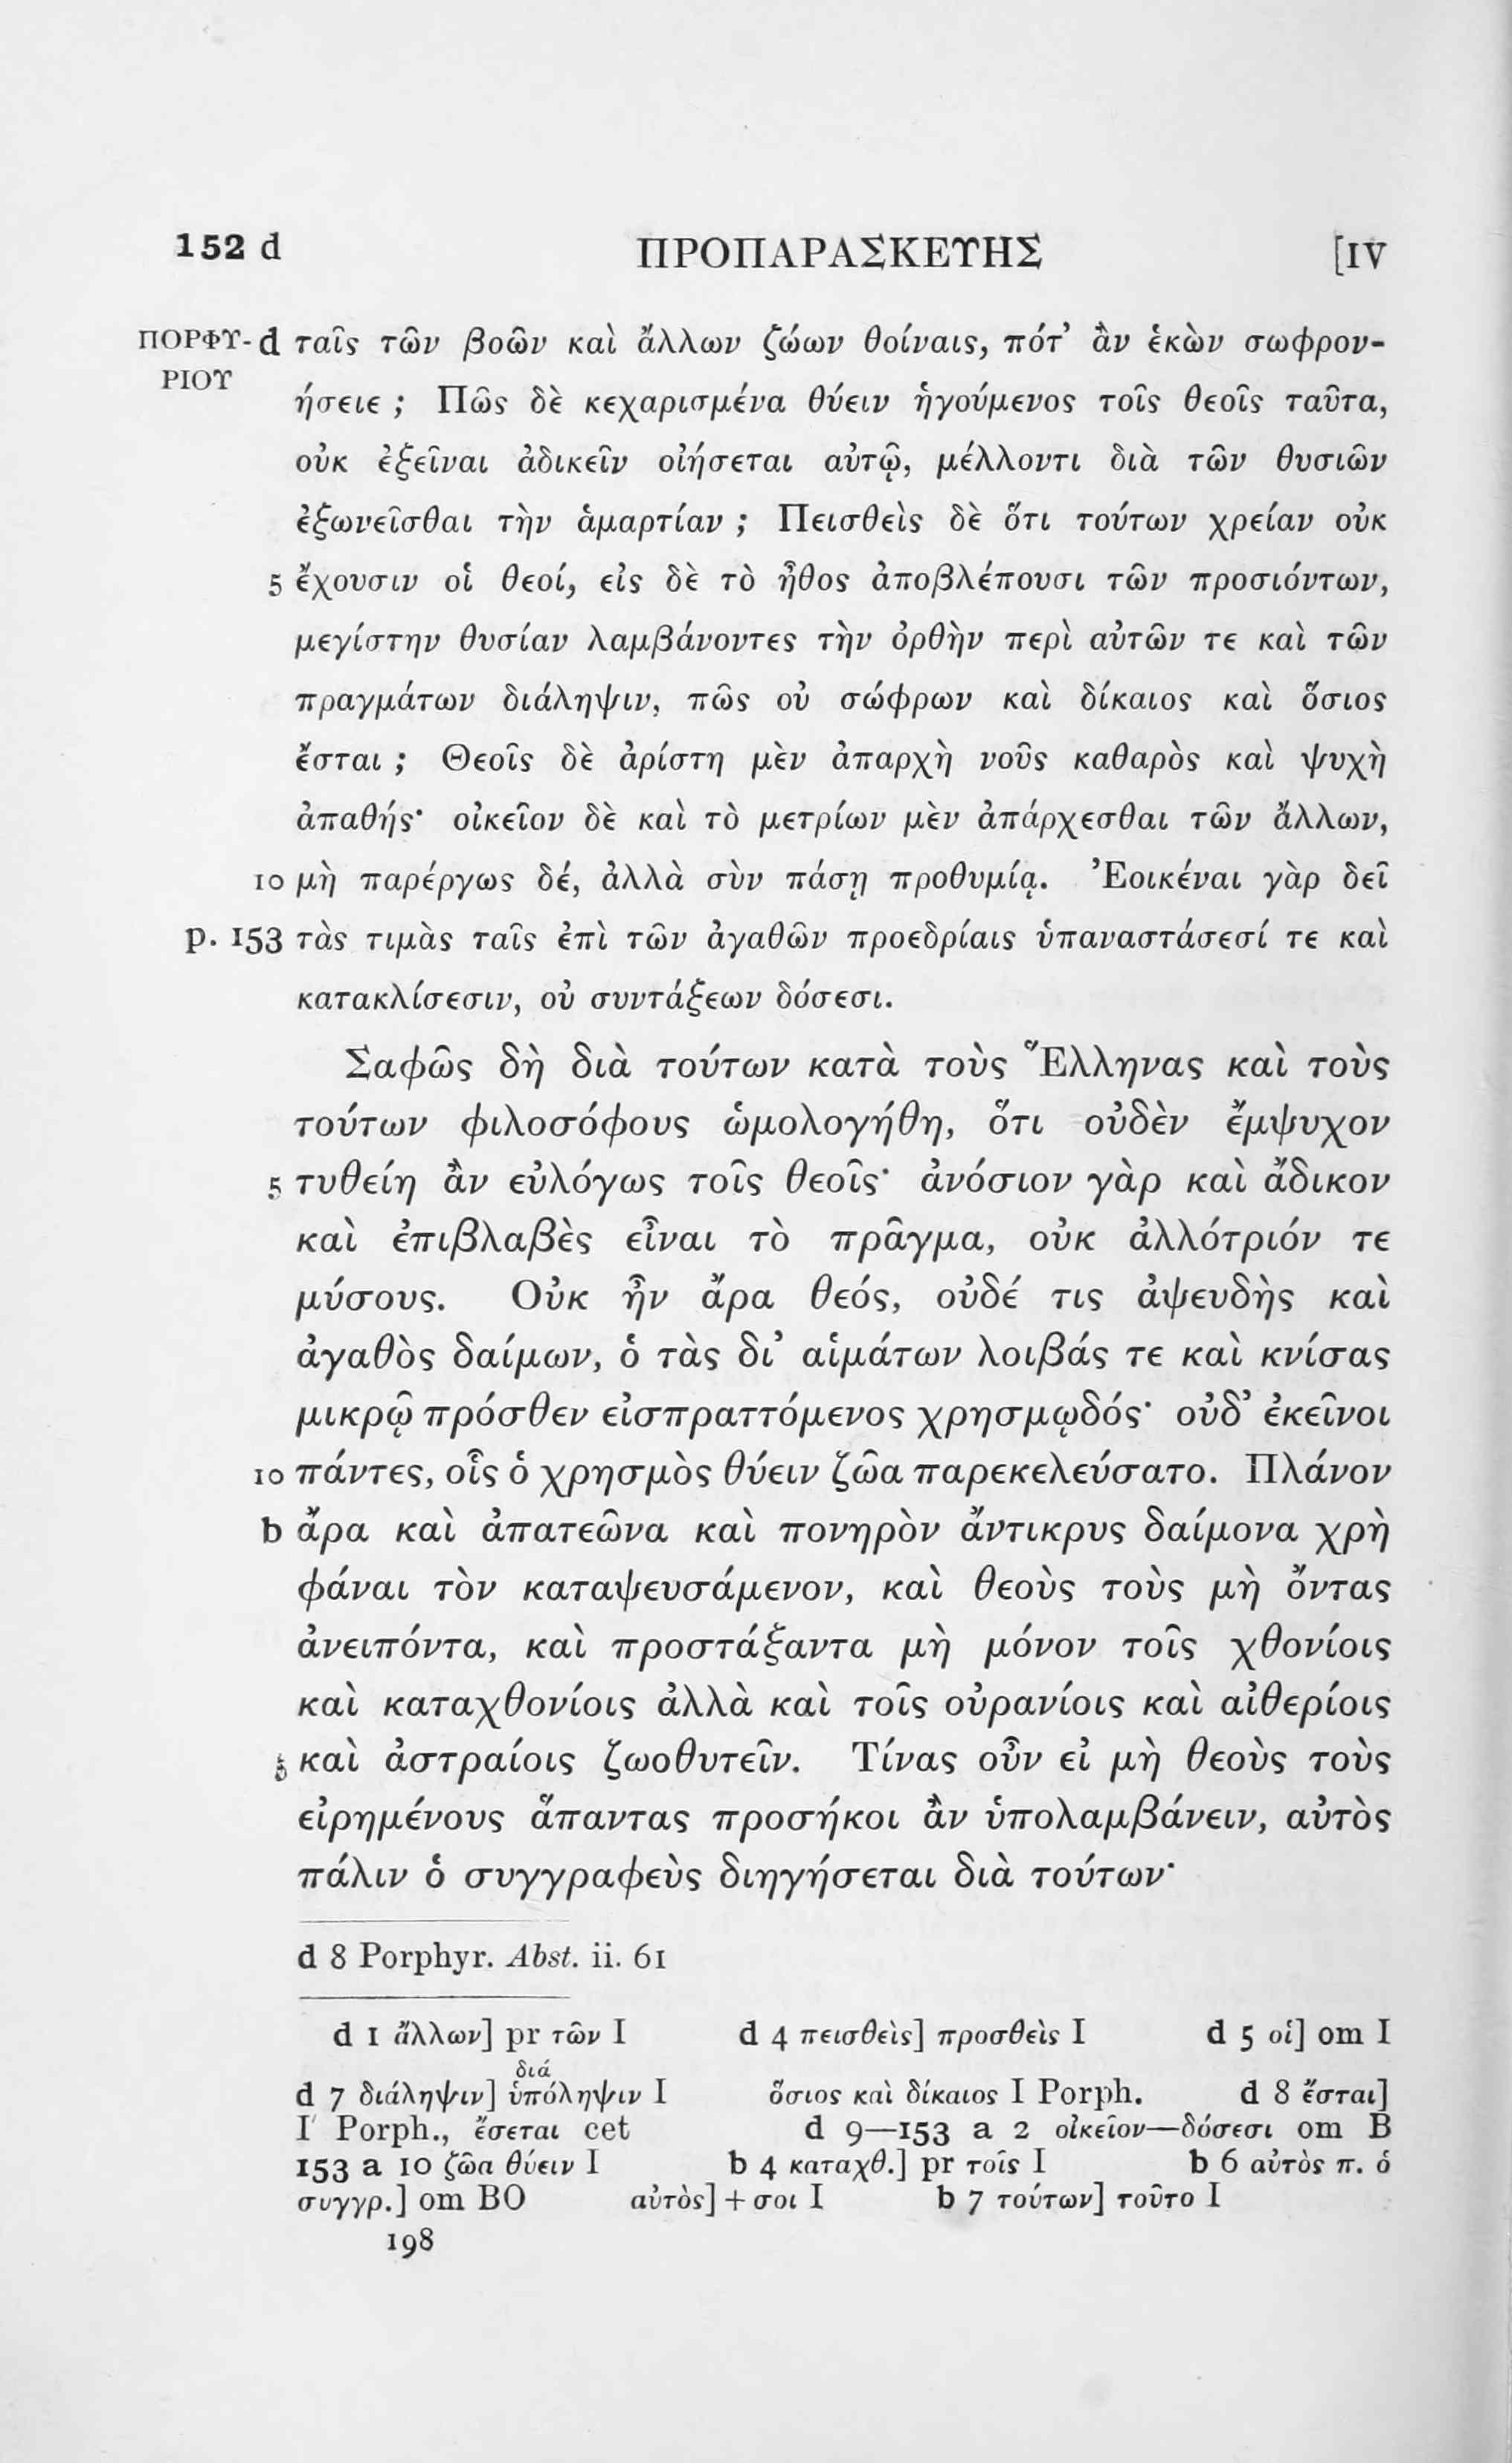 152 d ΠΡΟΠΑΡΑΣΚΕΥΗΣ [IV
ΠΟΡΦΥ- d ταῖς τῶν βοῶν καὶ ἄλλων ζώων θοίναις, πότ’ ἂν ἑκὼν σωφρον-
ΡΙΟΥ ήσειε ; Πῶς δὲ κεχαρισμένα θύειν ἡγούμενος τοῖς θεοῖς ταῦτα,
οὐκ ἐξεῖναι ἀδικεῖν οἰήσεται αὐτῷ, μέλλοντι διὰ τῶν θυσιῶν
ἐξωνεῖσθαι τὴν ἁμαρτίαν ; Πεισθεὶς δὲ ὅτι τούτων χρείαν οὐκ
5 ἔχουσιν οἱ θεοί, εἰς δὲ τὸ ἦθος ἀποβλέπουσι τῶν προσιόντων,
μεγίστην θυσίαν λαμβάνοντες τὴν ὀρθὴν περὶ αὐτῶν τε καὶ τῶν
πραγμάτων διάληψιν, πῶς οὐ σώφρων καὶ δίκαιος καὶ ὅσιος
ἔσται ; Θεοῖς δὲ ἀρίστη μὲν ἀπαρχὴ νοῦς καθαρὸς καὶ ψυχὴ
ἀπαθής· οἰκεῖον δὲ καὶ τὸ μετρίων μὲν ἀπάρχεσθαι τῶν ἄλλων,
10 μὴ παρέργως δέ, ἀλλὰ σὺν πάσῃ προθυμίᾳ. Ἐοικέναι γὰρ δεῖ
p. 153 τὰς τιμὰς ταῖς ἐπὶ τῶν ἀγαθῶν προεδρίαις ὑπαναστάσεσί τε καὶ
κατακλίσεσιν, οὐ συντάξεων δόσεσι.
Σαφῶς δὴ διὰ τούτων κατὰ τοὺς Ἕλληνας καὶ τοὺς
τούτων φιλοσόφους ὡμολογήθη, ὅτι οὐδὲν ἔμψυχον
5 τυθείη ἂν εὐλόγως τοῖς θεοῖς· ἀνόσιον γὰρ καὶ ἄδικον
καὶ ἐπιβλαβὲς εἶναι τὸ πρᾶγμα, οὐκ ἀλλότριόν τε
μύσους. Οὐκ ἦν ἄρα θεός, οὐδέ τις ἀψευδὴς καὶ
ἀγαθὸς δαίμων, ὁ τὰς δι’ αἱμάτων λοιβάς τε καὶ κνίσας
μικρῷ πρόσθεν εἰσπραττόμενος χρησμῳδός· οὐδ’ ἐκεῖνοι
10 πάντες, οἷς ὁ χρησμὸς θύειν ζῶα παρεκελεύσατο. Πλάνον
b ἄρα καὶ ἀπατεῶνα καὶ πονηρὸν ἄντικρυς δαίμονα χρὴ
φάναι τὸν καταψευσάμενον, καὶ θεοὺς τοὺς μὴ ὄντας
ἀνειπόντα, καὶ προστάξαντα μὴ μόνον τοῖς χθονίοις
καὶ καταχθονίοις ἀλλὰ καὶ τοῖς οὐρανίοις καὶ αἰθερίοις
5 καὶ ἀστραίοις ζωοθυτεῖν. Τίνας οὖν εἰ μὴ θεοὺς τοὺς
εἰρημένους ἅπαντας προσήκοι ἂν ὑπολαμβάνειν, αὐτὸς
πάλιν ὁ συγγραφεὺς διηγήσεται διὰ τούτων·
d 8 Porphyr. Abst. ii. 61
d 1 ἄλλων] pr τῶν I d 4 πεισθεὶς] προσθεὶς I d 5 οἱ] om I
διά
d 7 διάληψιν] ὑπόληψιν I ὅσιος καὶ δίκαιος I Porph. d 8 ἔσται]
I Porph., ἔσεται cet d 9—153 a 2 οἰκεῖον—δόσεσι om B
153 a 10 ζῶα θύειν I b 4 καταχθ.] pr τοῖς I b 6 αὐτὸς π. ὁ
συγγρ.] om BO αὐτὸς] + σοι I b 7 τούτων] τοῦτο I
198